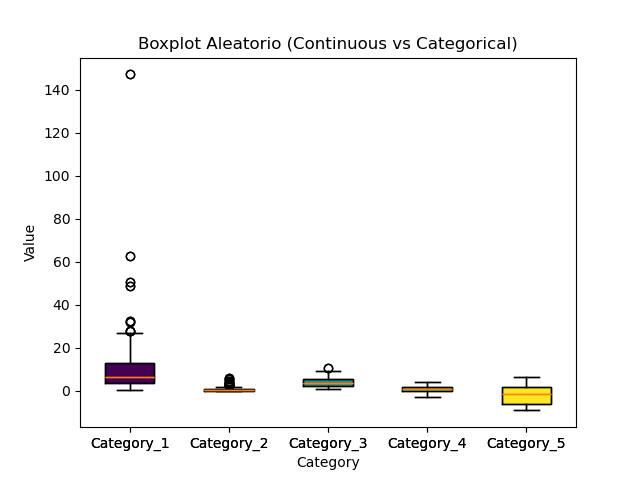 Boxplot Aleatorio (Continuous vs Categorical)
140
120
100
80
60
40
20
0
Value
Category_1 Category_2 Category_3 Category_4 Category_5
Category